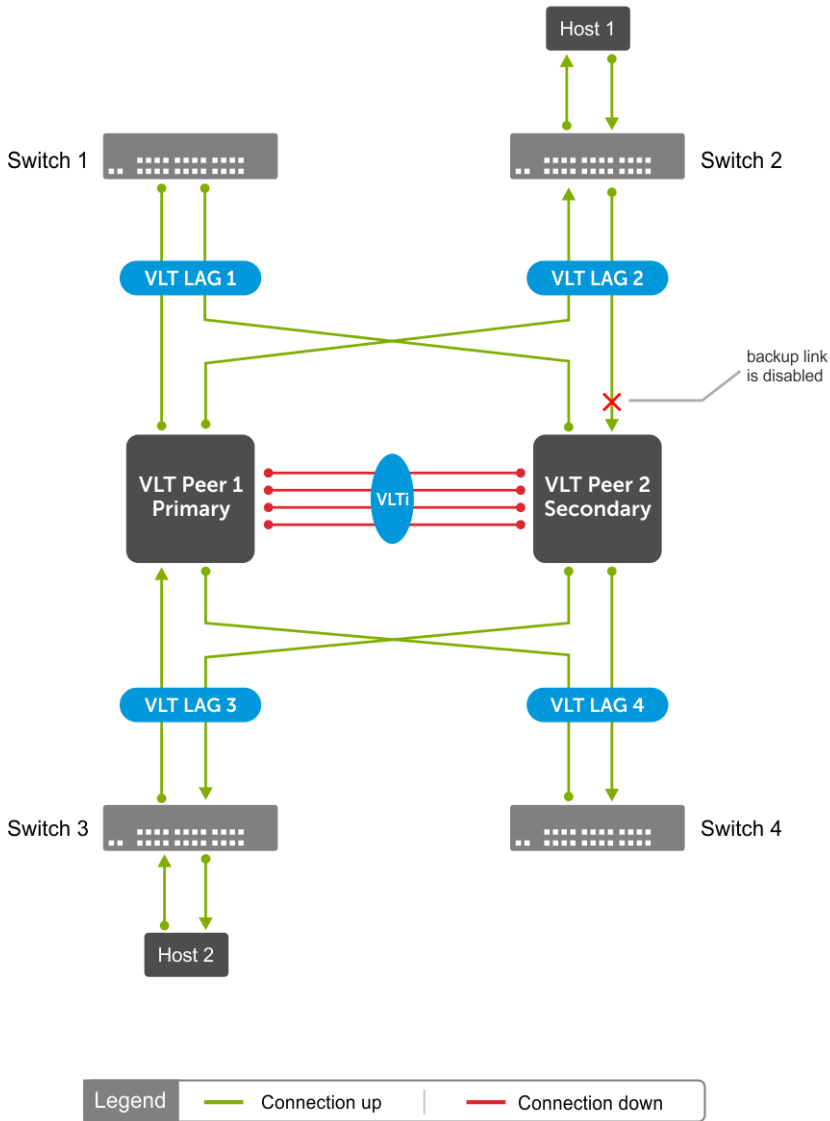 Host 1
Switch 1
Switch 2
VLT LAG 1
VLT LAG 2
backup link
is disabled
VLT Peer 1
Primary
VLTi
VLT Peer 2
Secondary
VLT LAG 3
VLT LAG 4
Switch 3
Switch 4
Host 2
Legend
Connection up
Connection down